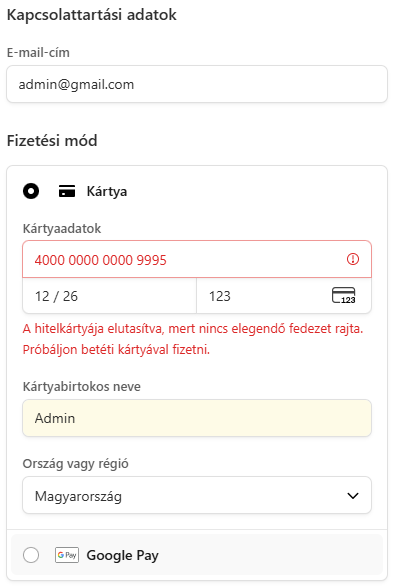 Kapcsolattartási adatok
E-mail-cím
admin@gmail.com
Fizetési mód
Kártya
Kártyaadatok
4000 0000 0000 9995
12 / 26
123
123
A hitelkártyája elutasítva, mert nincs elegendő fedezet rajta.
Próbáljon betéti kártyával fizetni.
Kártyabirtokos neve
Admin
Ország vagy régió
Magyarország
G Pay
Google Pay